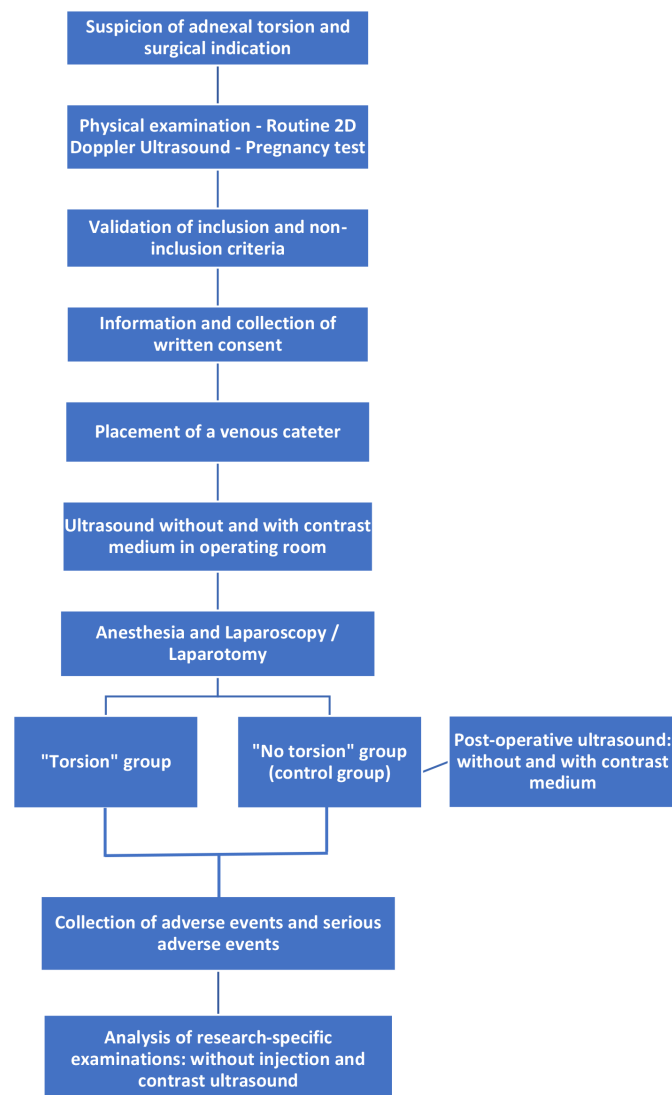 Suspicion of adnexal torsion and
surgical indication
Physical examination - Routine 2D
Doppler Ultrasound - Pregnancy test
Validation of inclusion and non-
inclusion criteria
Information and collection of
written consent
Placement of a venous cateter
Ultrasound without and with contrast
medium in operating room
Anesthesia and Laparoscopy /
Laparotomy
"Torsion" group
"No torsion" group
(control group)
Post-operative ultrasound:
without and with contrast
medium
Collection of adverse events and serious
adverse events
Analysis of research-specific
examinations: without injection and
contrast ultrasound